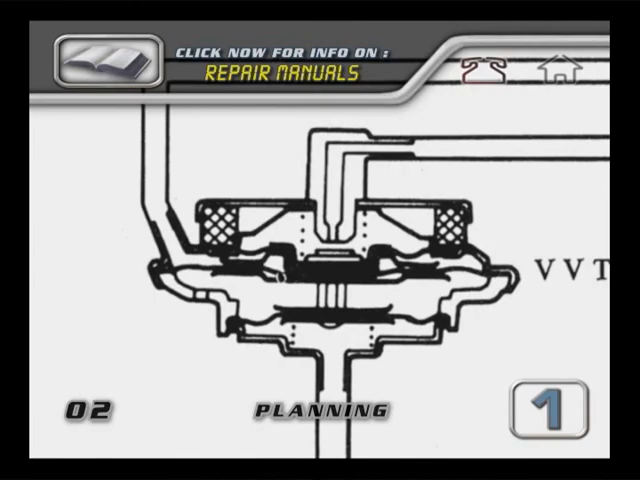 CLICK NOW FOR INFO ON :
REPAIR MANUALS
VVT
02
PLANNING
1